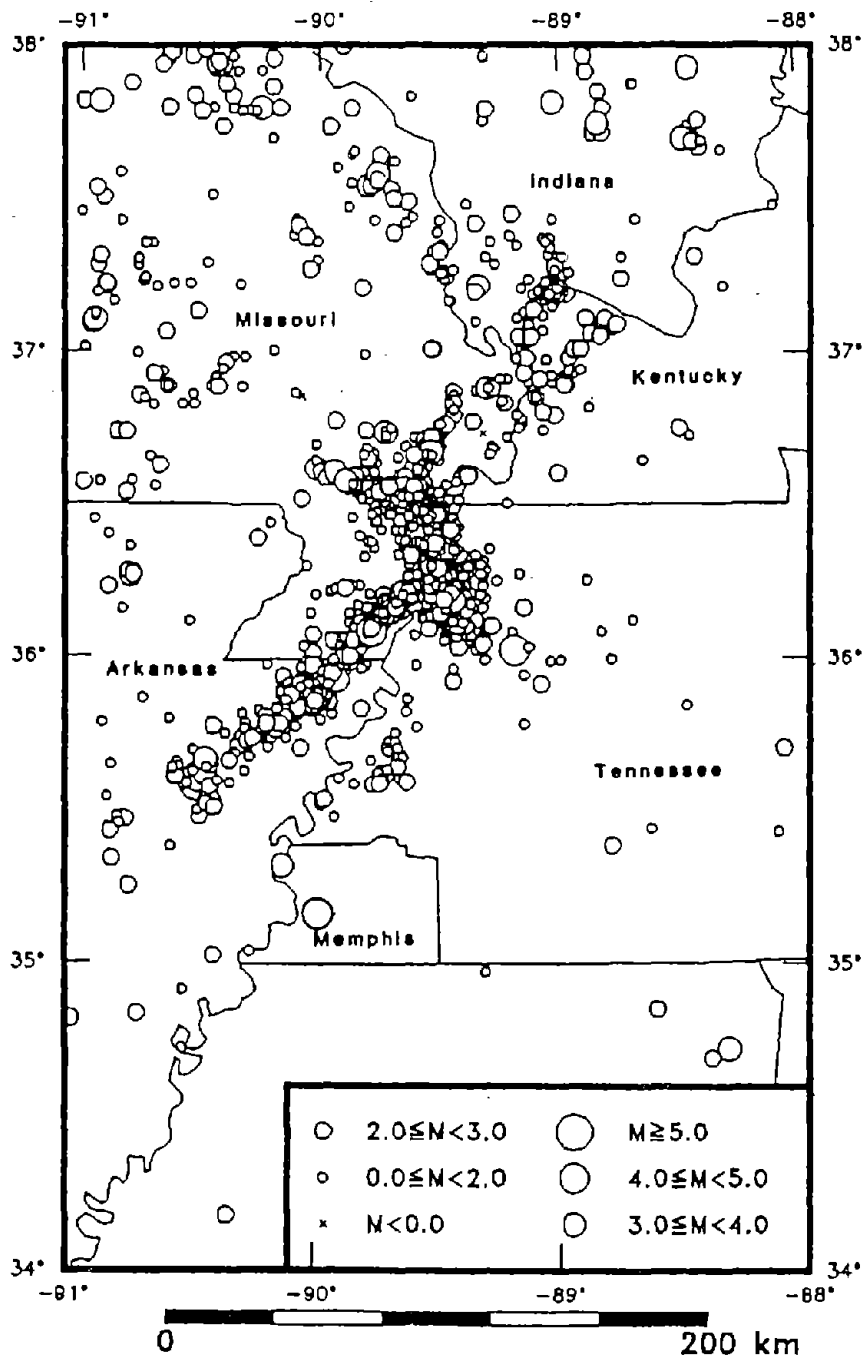 -91° -90° -89° -88°
38° 38°
Indiana
Missouri
37° 37°
Kentucky
36° 36°
Arkansas
Tennessee
Memphis
35° 35°
2.0≦M<3.0 M≧5.0
0.0≦M<2.0 4.0≦M<5.0
M<0.0 3.0≦M<4.0
34° 34°
-91° -90° -89° -88°
0 200 km